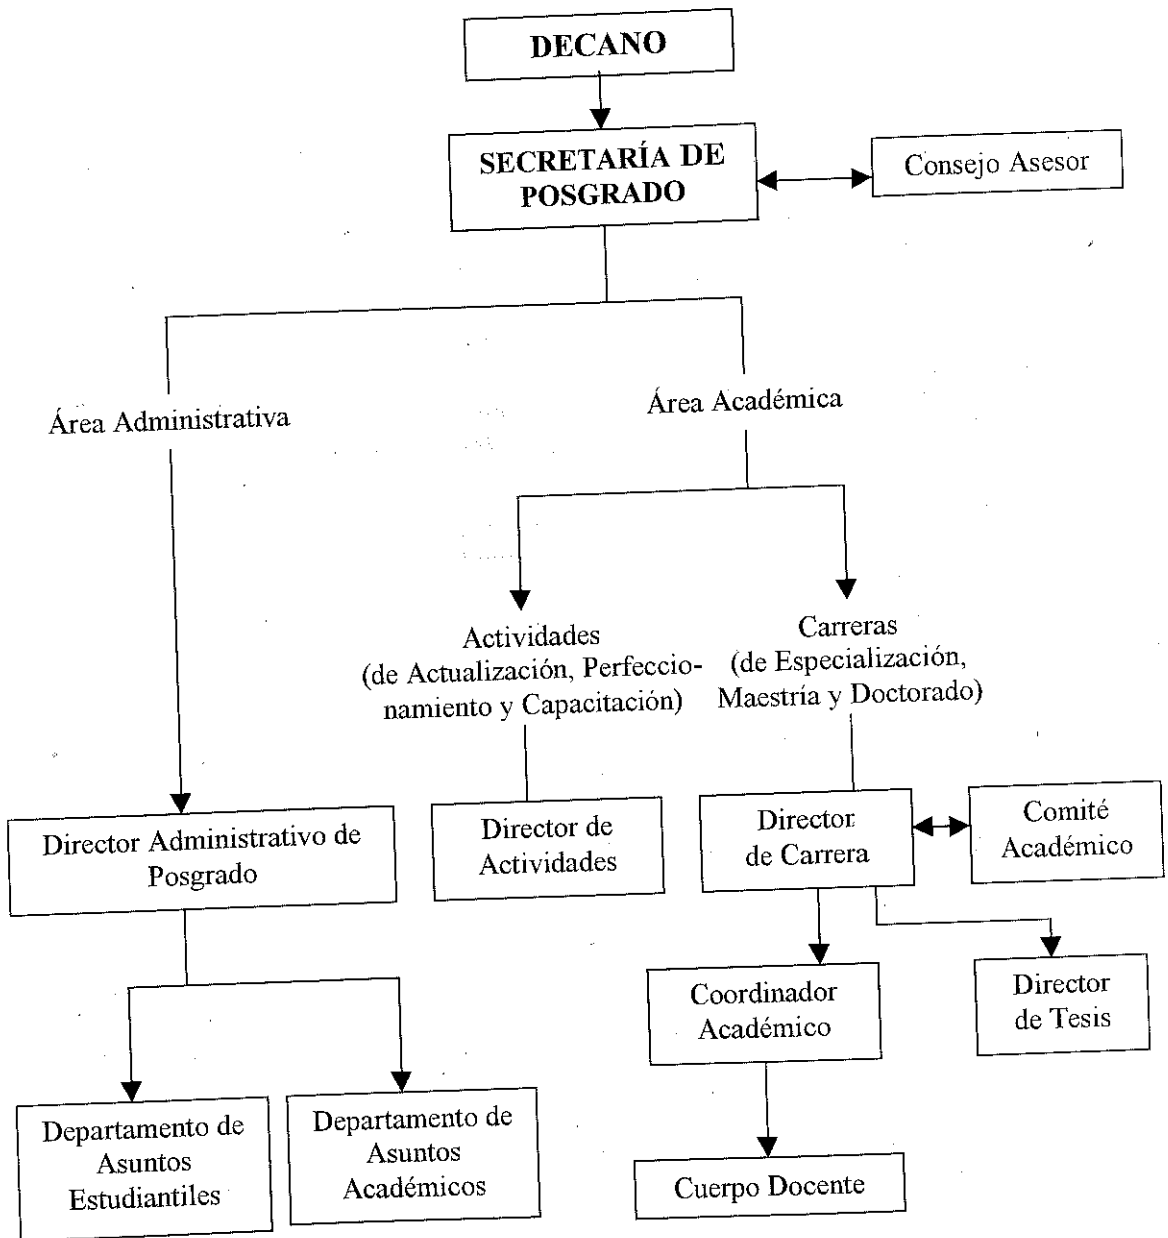 DECANO
SECRETARÍA DE
POSGRADO
Consejo Asesor
Área Administrativa
Área Académica
Actividades
(de Actualización, Perfeccio-
namiento y Capacitación)
Carreras
(de Especialización,
Maestría y Doctorado)
Director Administrativo de
Posgrado
Director de
Actividades
Director
de Carrera
Comité
Académico
Coordinador
Académico
Director
de Tesis
Departamento de
Asuntos
Estudiantiles
Departamento de
Asuntos
Académicos
Cuerpo Docente